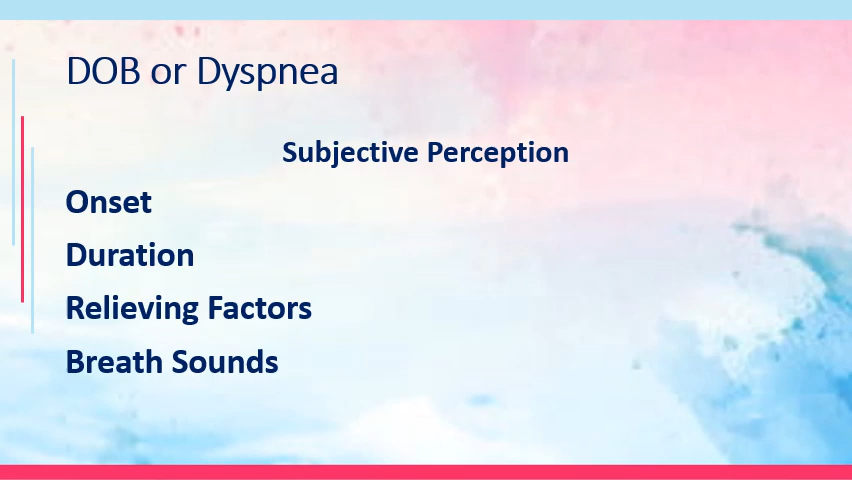 DOB or Dyspnea
Subjective Perception
Onset
Duration
Relieving Factors
Breath Sounds